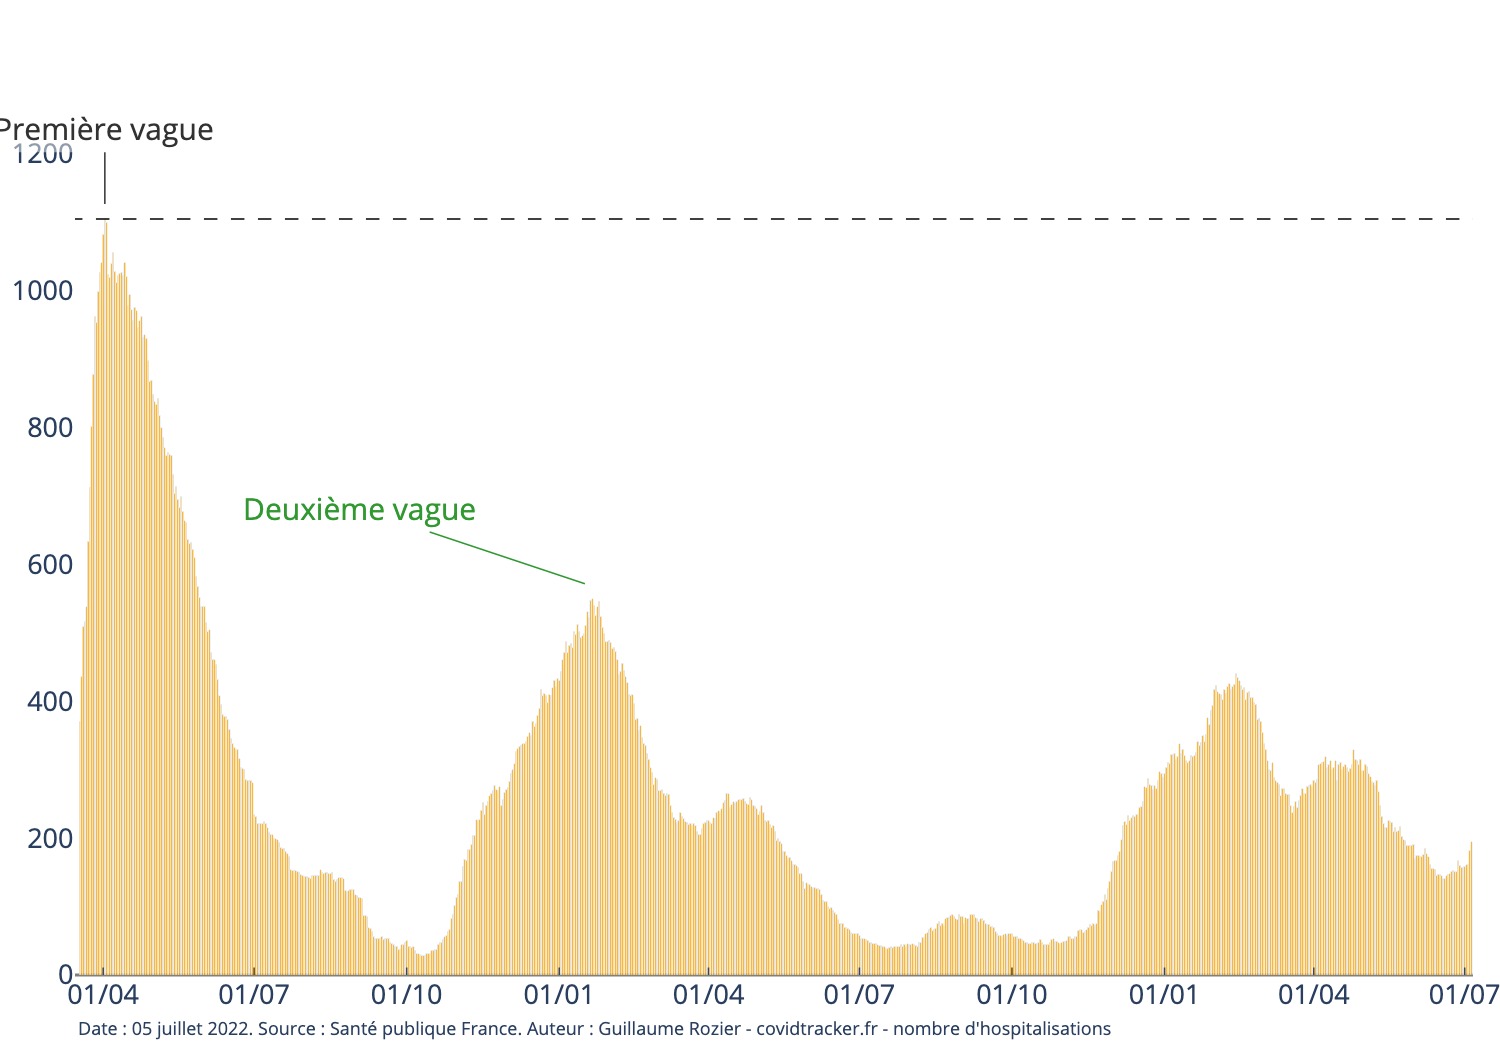 Première vague
1200
1000
800
Deuxième vague
600
400
200
0
01/04 01/07 01/10 01/01 01/04 01/07 01/10 01/01 01/04 01/07
Date : 05 juillet 2022. Source : Santé publique France. Auteur : Guillaume Rozier - covidtracker.fr - nombre d'hospitalisations